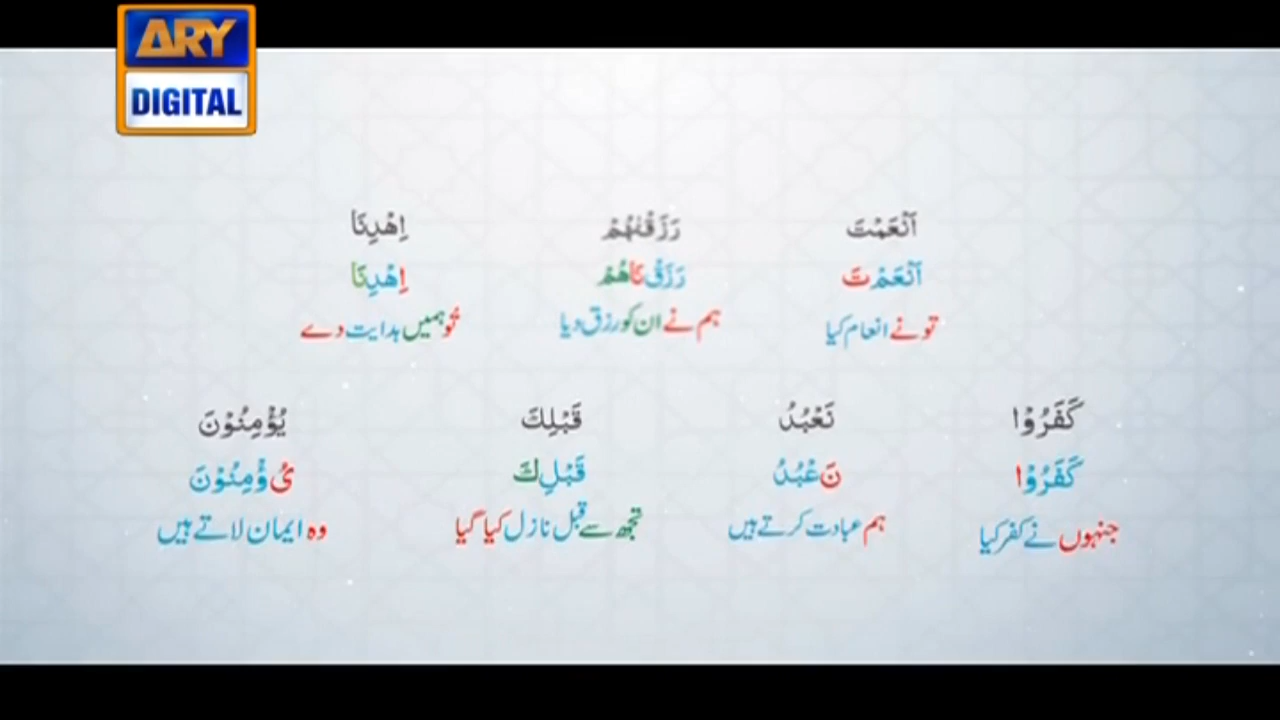 ARY
DIGITAL
اَنْعَمْتَ رَزَقْنٰهُمْ اِهْدِنَا
اَنْعَمْتَ رَزَقْنَاهُمْ اِهْدِنَا
تو نے انعام کیا ہم نے ان کو رزق دیا تُو ہمیں ہدایت دے
كَفَرُوْا نَعْبُدُ قَبْلِكَ يُؤْمِنُوْنَ
كَفَرُوْا نَعْبُدُ قَبْلِكَ يُؤْمِنُوْنَ
جنہوں نے کفر کیا ہم عبادت کرتے ہیں تجھ سے قبل نازل کیا گیا وہ ایمان لاتے ہیں